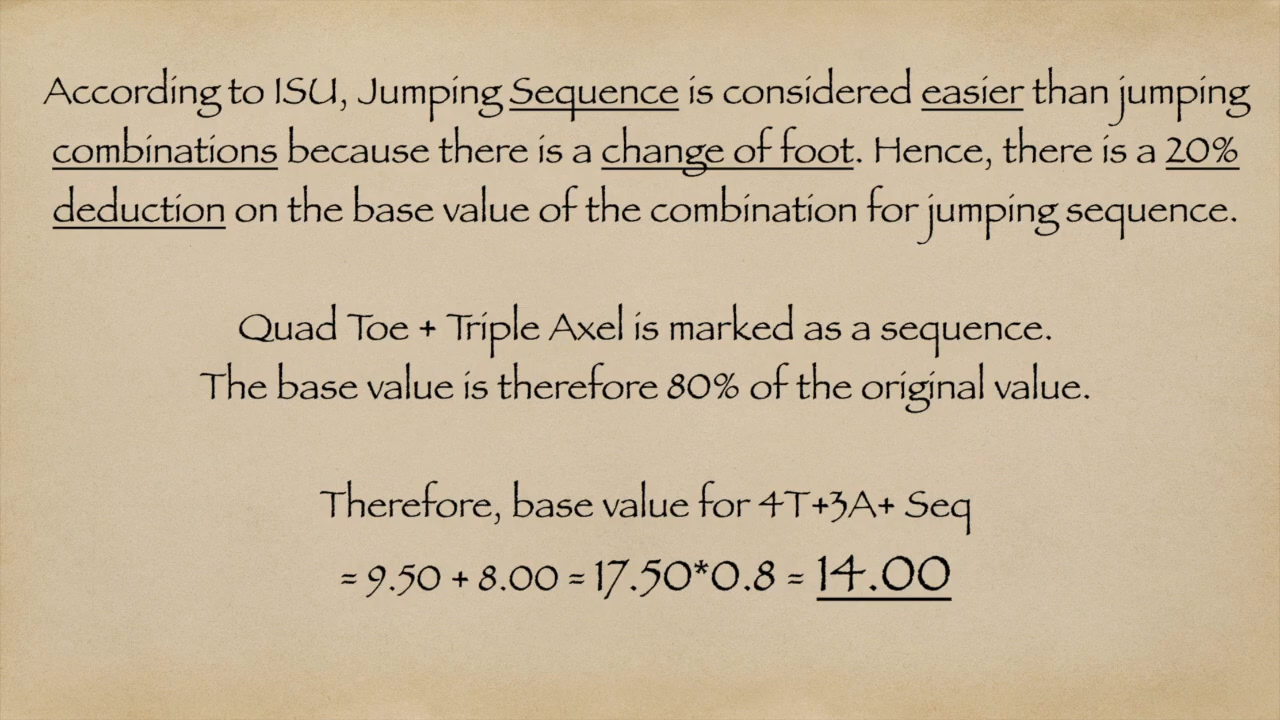 According to ISU, Jumping Sequence is considered easier than jumping
combinations because there is a change of foot. Hence, there is a 20%
deduction on the base value of the combination for jumping sequence.
Quad Toe + Triple Axel is marked as a sequence.
The base value is therefore 80% of the original value.
Therefore, base value for 4T+3A+ Seq
= 9.50 + 8.00 = 17.50*0.8 = 14.00